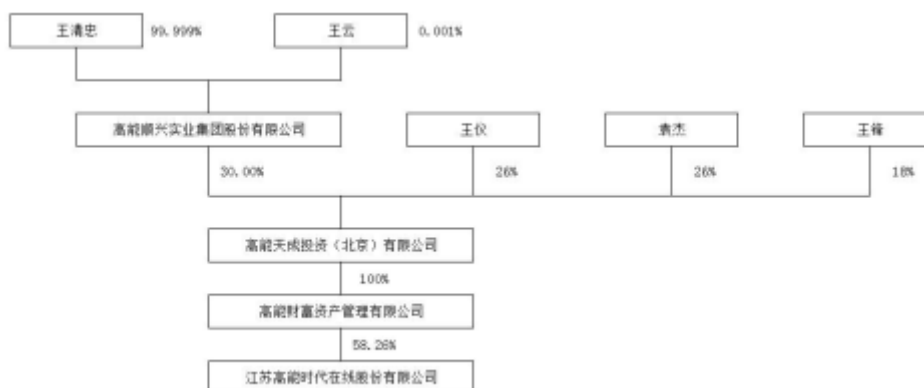 王清忠 99.999% 王云 0.001%
高能顺兴实业集团股份有限公司 王仪 袁杰 王锋
30.00% 26% 26% 18%
高能天成投资（北京）有限公司
100%
高能财富资产管理有限公司
58.26%
江苏高能时代在线股份有限公司